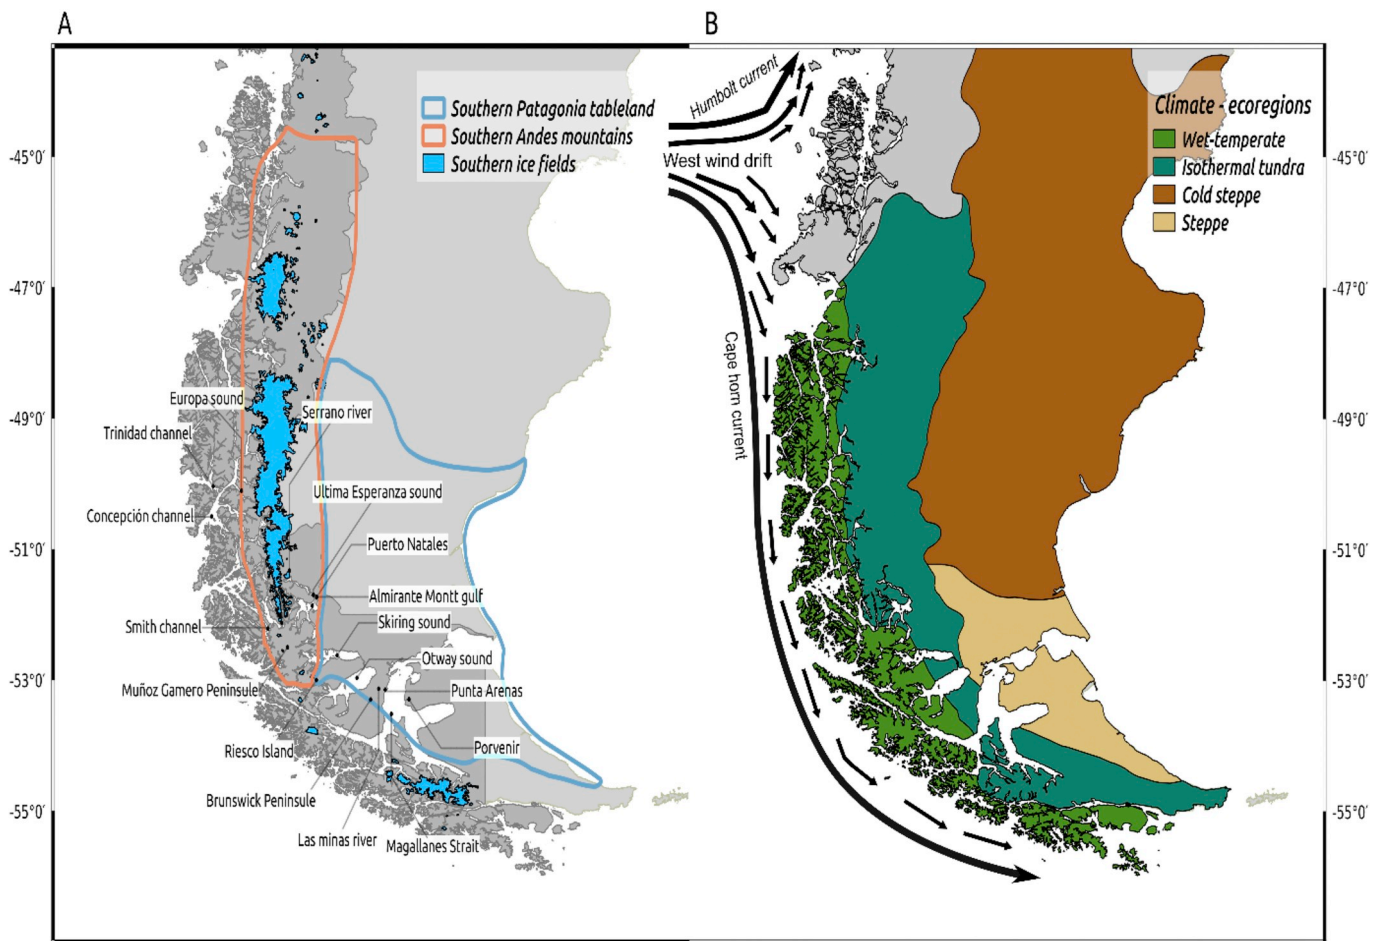 A
B
Southern Patagonia tableland
Southern Andes mountains
Southern ice fields
Humbolt current
West wind drift
Cape horn current
Climate - ecoregions
Wet-temperate
Isothermal tundra
Cold steppe
Steppe
-45°0'
-47°0'
-49°0'
-51°0'
-53°0'
-55°0'
Europa sound
Serrano river
Trinidad channel
Ultima Esperanza sound
Concepción channel
Puerto Natales
Almirante Montt gulf
Smith channel
Skiring sound
Otway sound
Muñoz Gamero Peninsule
Punta Arenas
Riesco Island
Porvenir
Brunswick Peninsule
Las minas river
Magallanes Strait
-45°0'
-47°0'
-49°0'
-51°0'
-53°0'
-55°0'